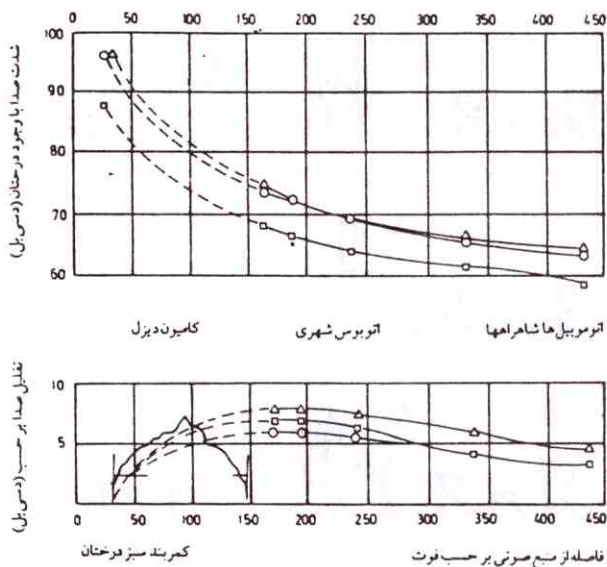 0 50 100 150 200 250 300 350 400 450
شدت صدا با وجود درختان (دسی بل)
100
90
80
70
60
کامیون دیزل
اتوبوس شهری
اتوموبیل ها شاهراهها
تقلیل صدا بر حسب (دسی بل)
10
5
0 50 100 150 200 250 300 350 400 450
کمربند سبز درختان
فاصله از منبع صوتی بر حسب فوت